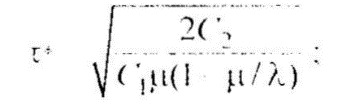 τ* √(2C₂ / C₁μ(1 - μ/λ)) ;